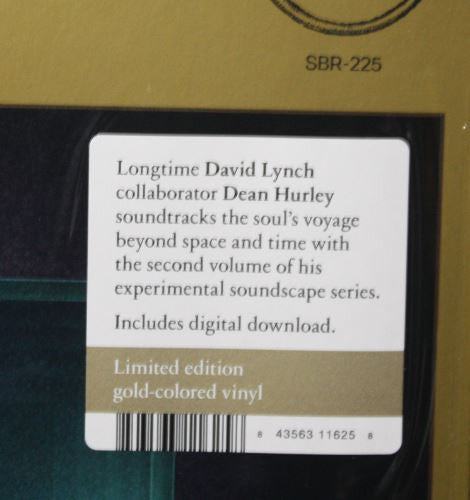 SBR-225
Longtime David Lynch
collaborator Dean Hurley
soundtracks the soul's voyage
beyond space and time with
the second volume of his
experimental soundscape series.
Includes digital download.
Limited edition
gold-colored vinyl
8 43563 11625 8